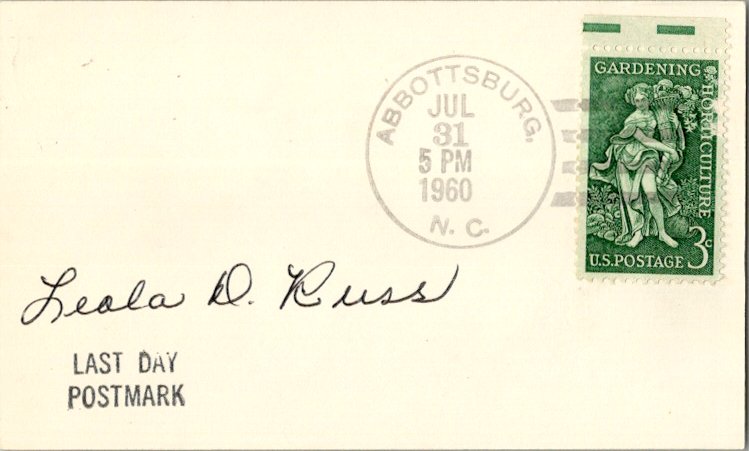 ABBOTTSBURG,
JUL
31
5 PM
1960
N. C.
GARDENING &
HORTICULTURE
U.S. POSTAGE 3c
Leola D. Russ
LAST DAY
POSTMARK